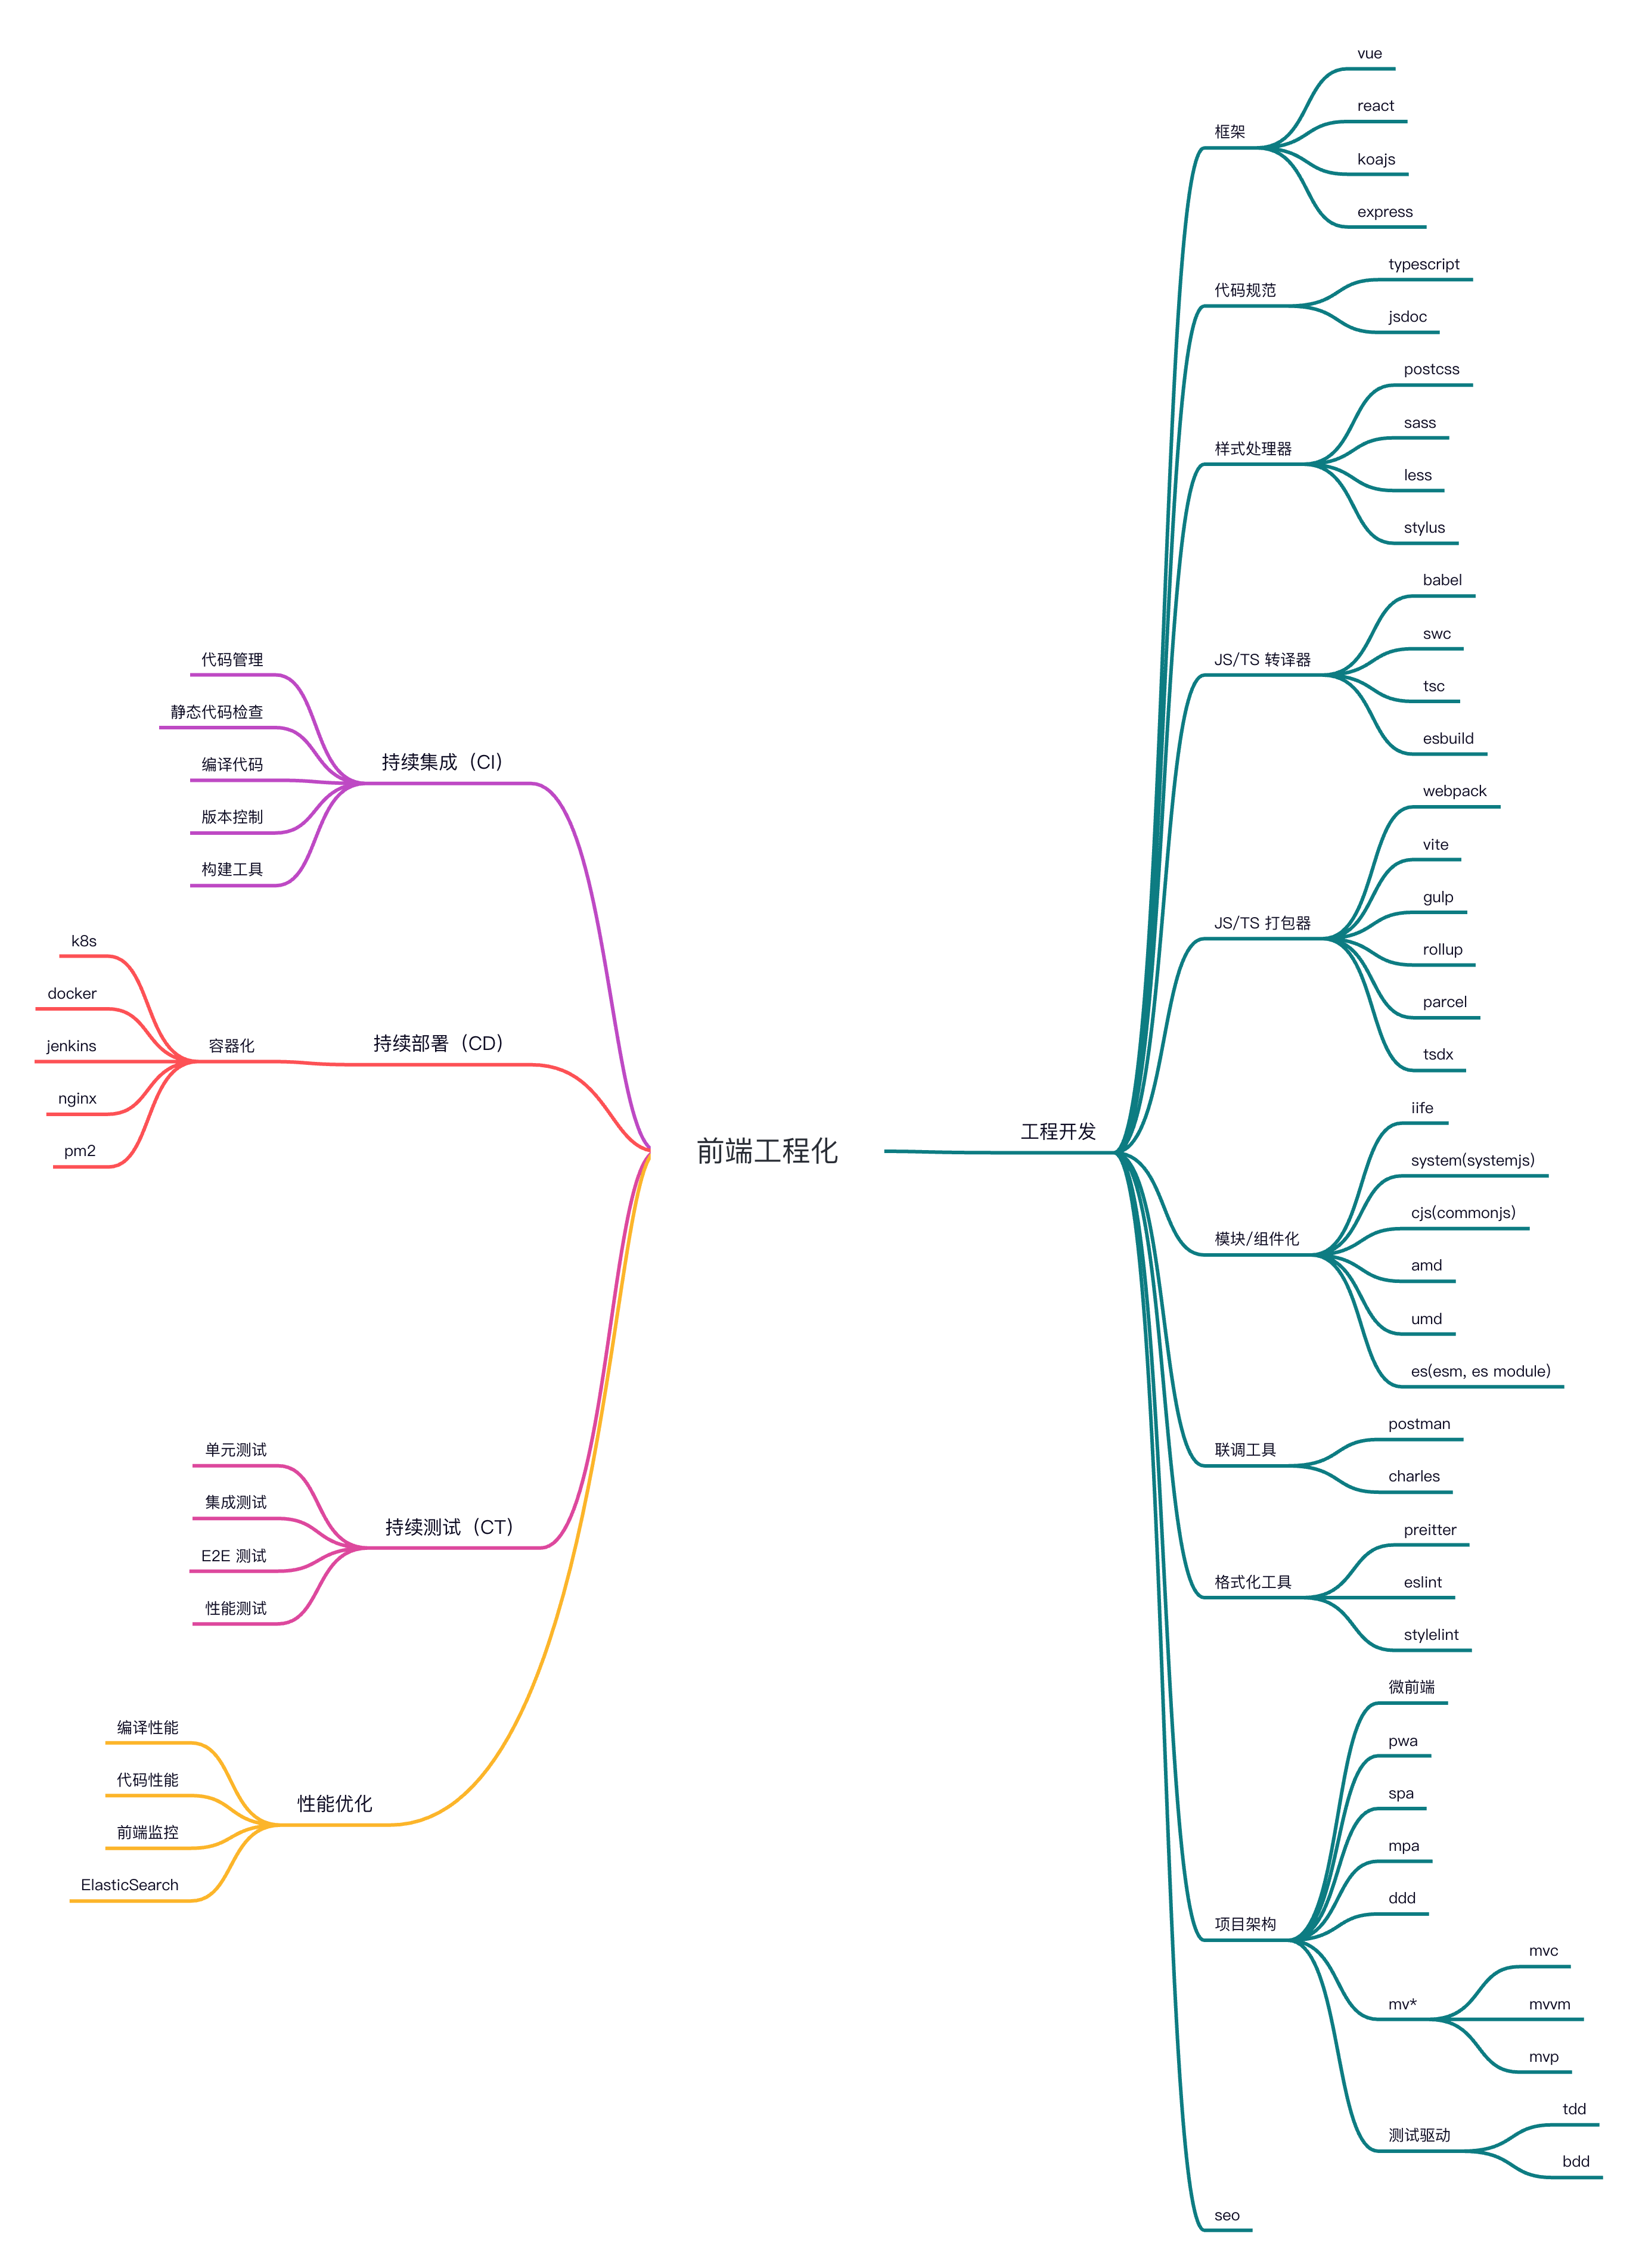 前端工程化
工程开发
框架
vue
react
koajs
express
代码规范
typescript
jsdoc
样式处理器
postcss
sass
less
stylus
JS/TS 转译器
babel
swc
tsc
esbuild
JS/TS 打包器
webpack
vite
gulp
rollup
parcel
tsdx
模块/组件化
iife
system(systemjs)
cjs(commonjs)
amd
umd
es(esm, es module)
联调工具
postman
charles
格式化工具
preitter
eslint
stylelint
项目架构
微前端
pwa
spa
mpa
ddd
mv*
mvc
mvvm
mvp
测试驱动
tdd
bdd
seo
持续集成（CI）
代码管理
静态代码检查
编译代码
版本控制
构建工具
持续部署（CD）
容器化
k8s
docker
jenkins
nginx
pm2
持续测试（CT）
单元测试
集成测试
E2E 测试
性能测试
性能优化
编译性能
代码性能
前端监控
ElasticSearch